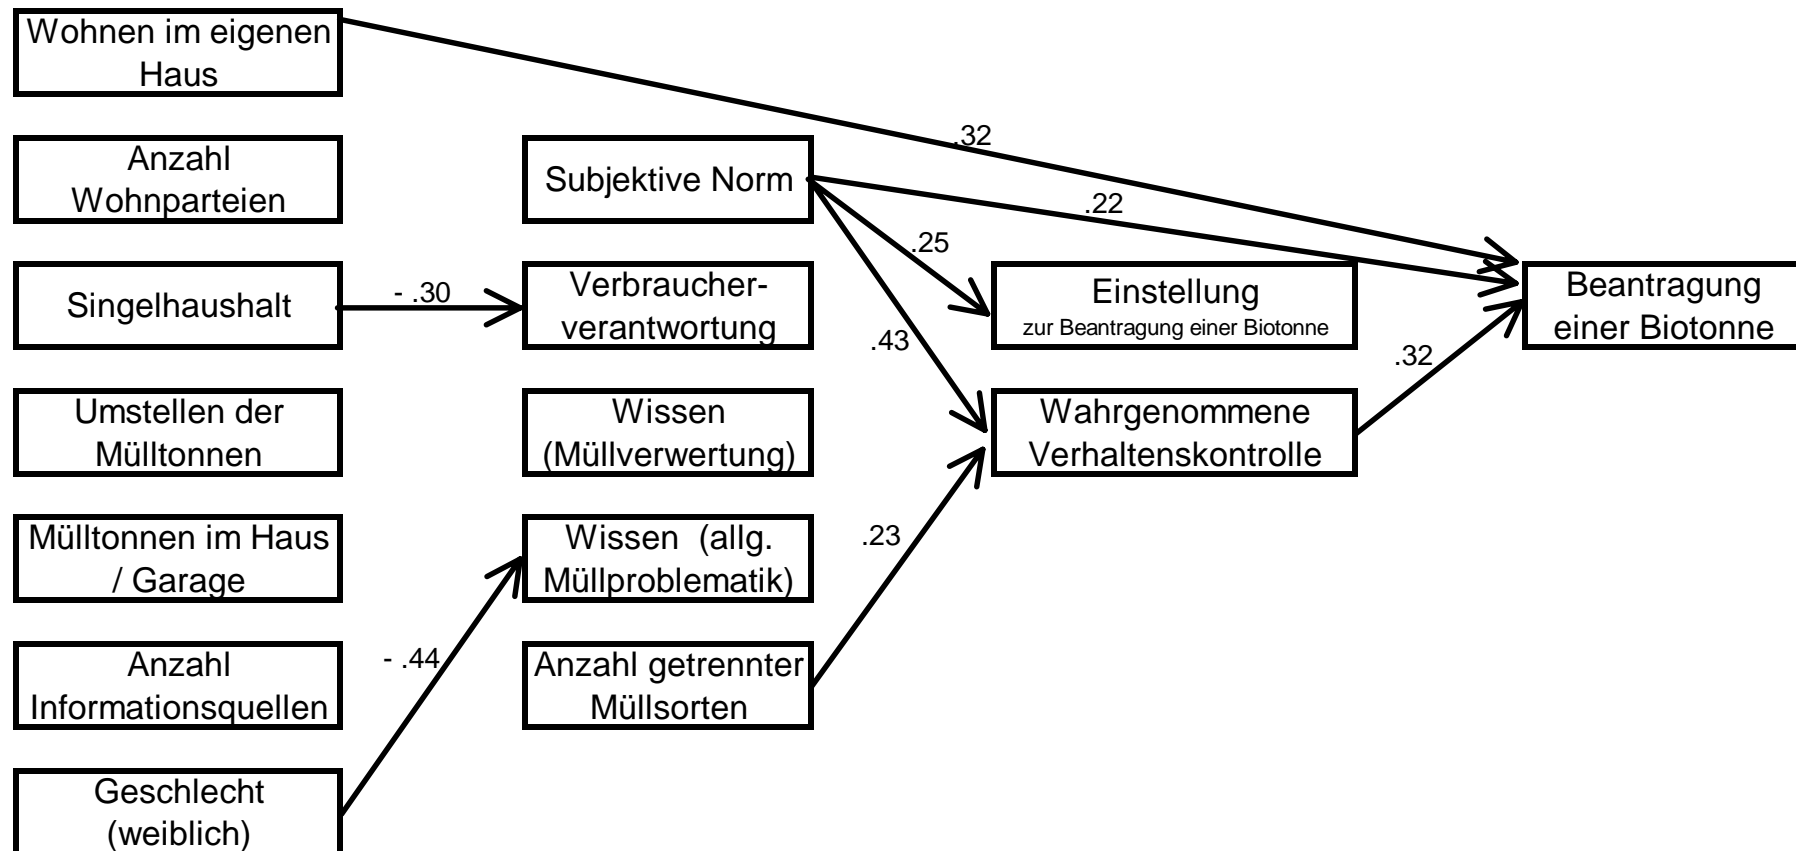 Wohnen im eigenen
Haus
.32
Anzahl
Wohnparteien
Subjektive Norm
.22
.25
Singelhaushalt
- .30
Verbraucher-
verantwortung
.43
Einstellung
zur Beantragung einer Biotonne
.32
Beantragung
einer Biotonne
Umstellen der
Mülltonnen
Wissen
(Müllverwertung)
Wahrgenommene
Verhaltenskontrolle
Mülltonnen im Haus
/ Garage
Wissen (allg.
Müllproblematik)
.23
Anzahl
Informationsquellen
- .44
Anzahl getrennter
Müllsorten
Geschlecht
(weiblich)